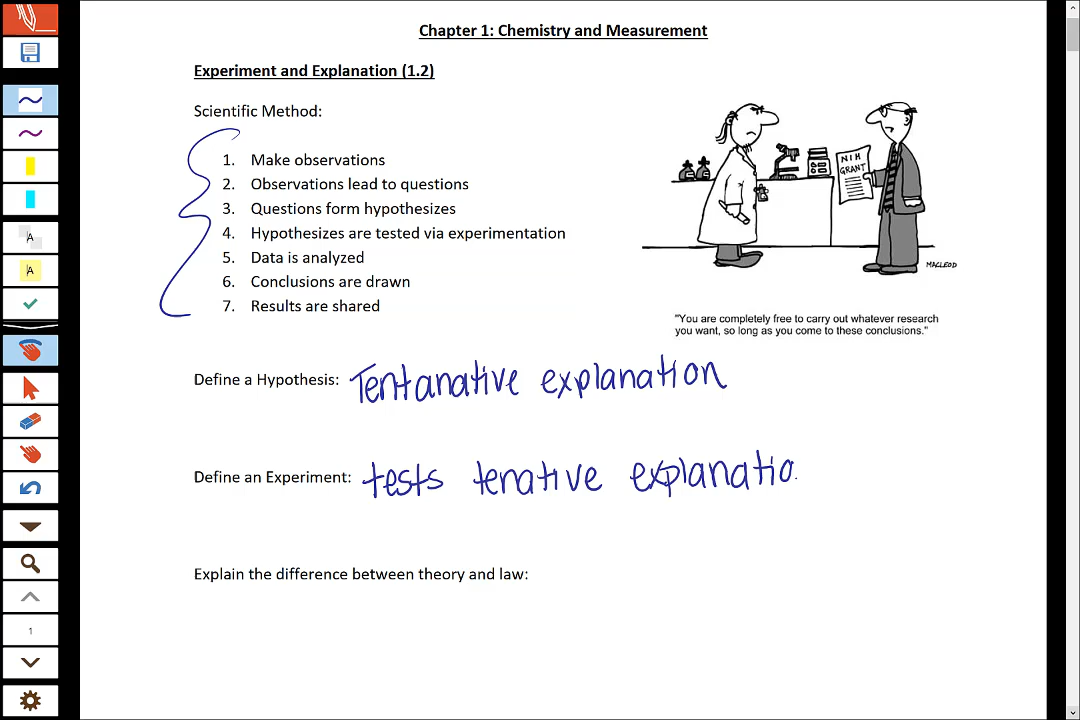 Chapter 1: Chemistry and Measurement
Experiment and Explanation (1.2)
Scientific Method:
1. Make observations
2. Observations lead to questions
3. Questions form hypothesizes
4. Hypothesizes are tested via experimentation
5. Data is analyzed
6. Conclusions are drawn
7. Results are shared
NIH
GRANT
MACLEOD
"You are completely free to carry out whatever research
you want, so long as you come to these conclusions."
Define a Hypothesis: Tentanative explanation
Define an Experiment: tests tenative explanatio
Explain the difference between theory and law:
A
A
1